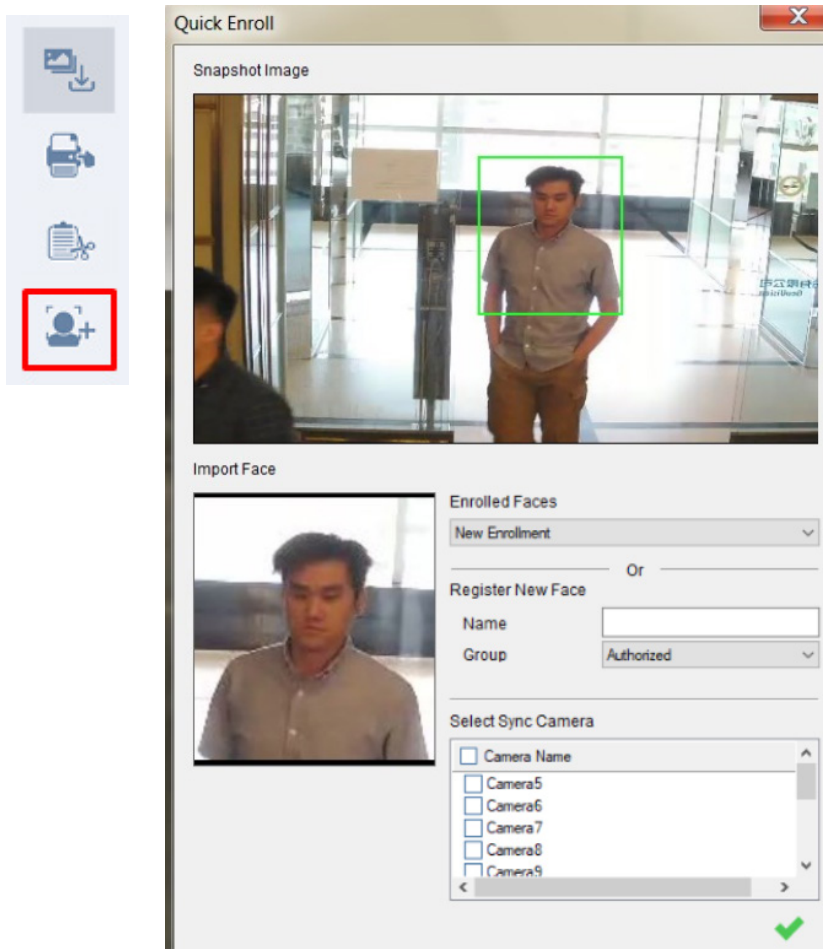 Quick Enroll
Snapshot Image
Import Face
Enrolled Faces
New Enrollment
Or
Register New Face
Name
Group
Authorized
Select Sync Camera
Camera Name
Camera5
Camera6
Camera7
Camera8
Camera9